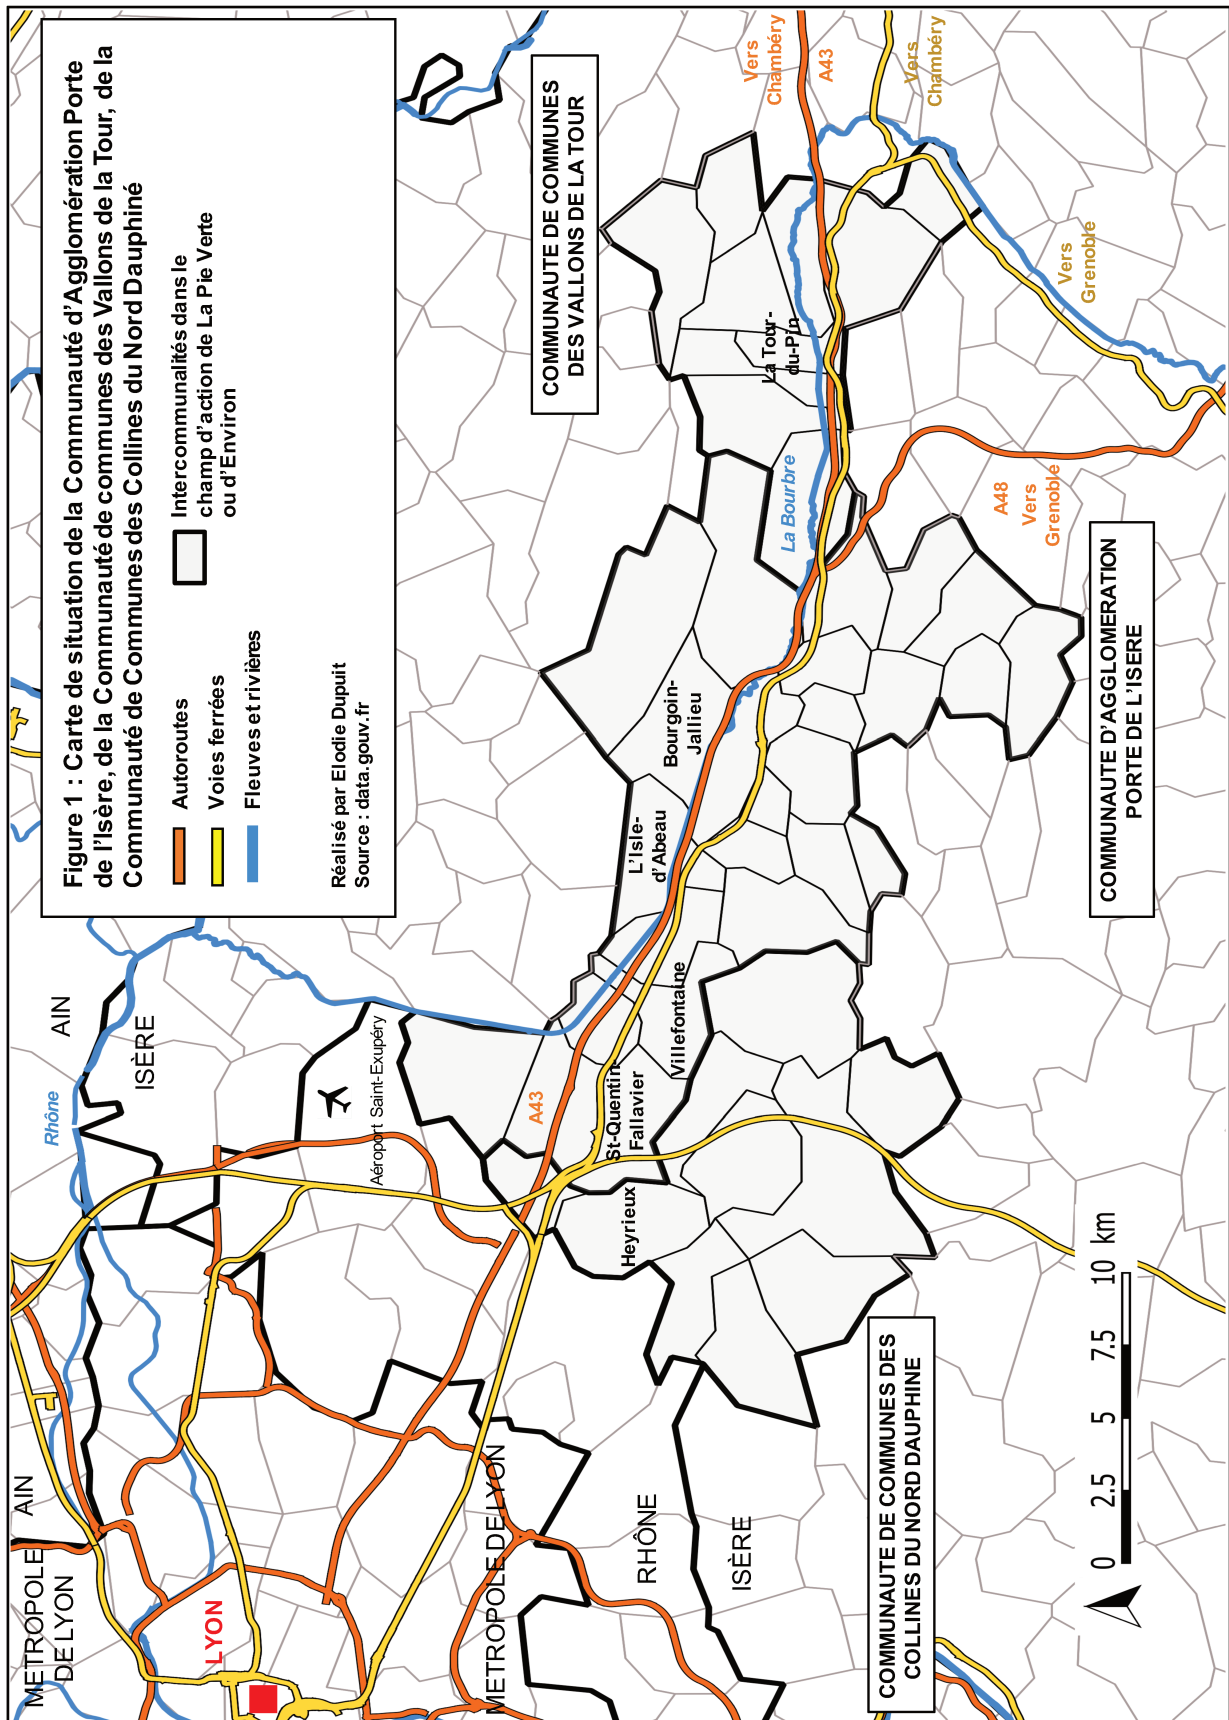 Figure 1 : Carte de situation de la Communauté d'Agglomération Porte
de l'Isère, de la Communauté de communes des Vallons de la Tour, de la
Communauté de Communes des Collines du Nord Dauphiné
Autoroutes
Voies ferrées
Fleuves et rivières
Intercommunalités dans le
champ d'action de La Pie Verte
ou d'Environ
Réalisé par Elodie Dupuit
Source : data.gouv.fr
METROPOLE
DE LYON
AIN
Rhône
AIN
ISÈRE
LYON
Aéroport Saint-Exupéry
METROPOLE DE LYON
A43
RHÔNE
ISÈRE
Heyrieux
St-Quentin-
Fallavier
Villefontaine
L'Isle-
d'Abeau
Bourgoin-
Jallieu
La Bourbre
La Tour-
du-Pin
COMMUNAUTE DE COMMUNES
DES VALLONS DE LA TOUR
Vers
Chambéry
A43
Vers
Chambéry
Vers
Grenoble
A48
Vers
Grenoble
COMMUNAUTE D'AGGLOMERATION
PORTE DE L'ISERE
COMMUNAUTE DE COMMUNES DES
COLLINES DU NORD DAUPHINE
0 2.5 5 7.5 10 km